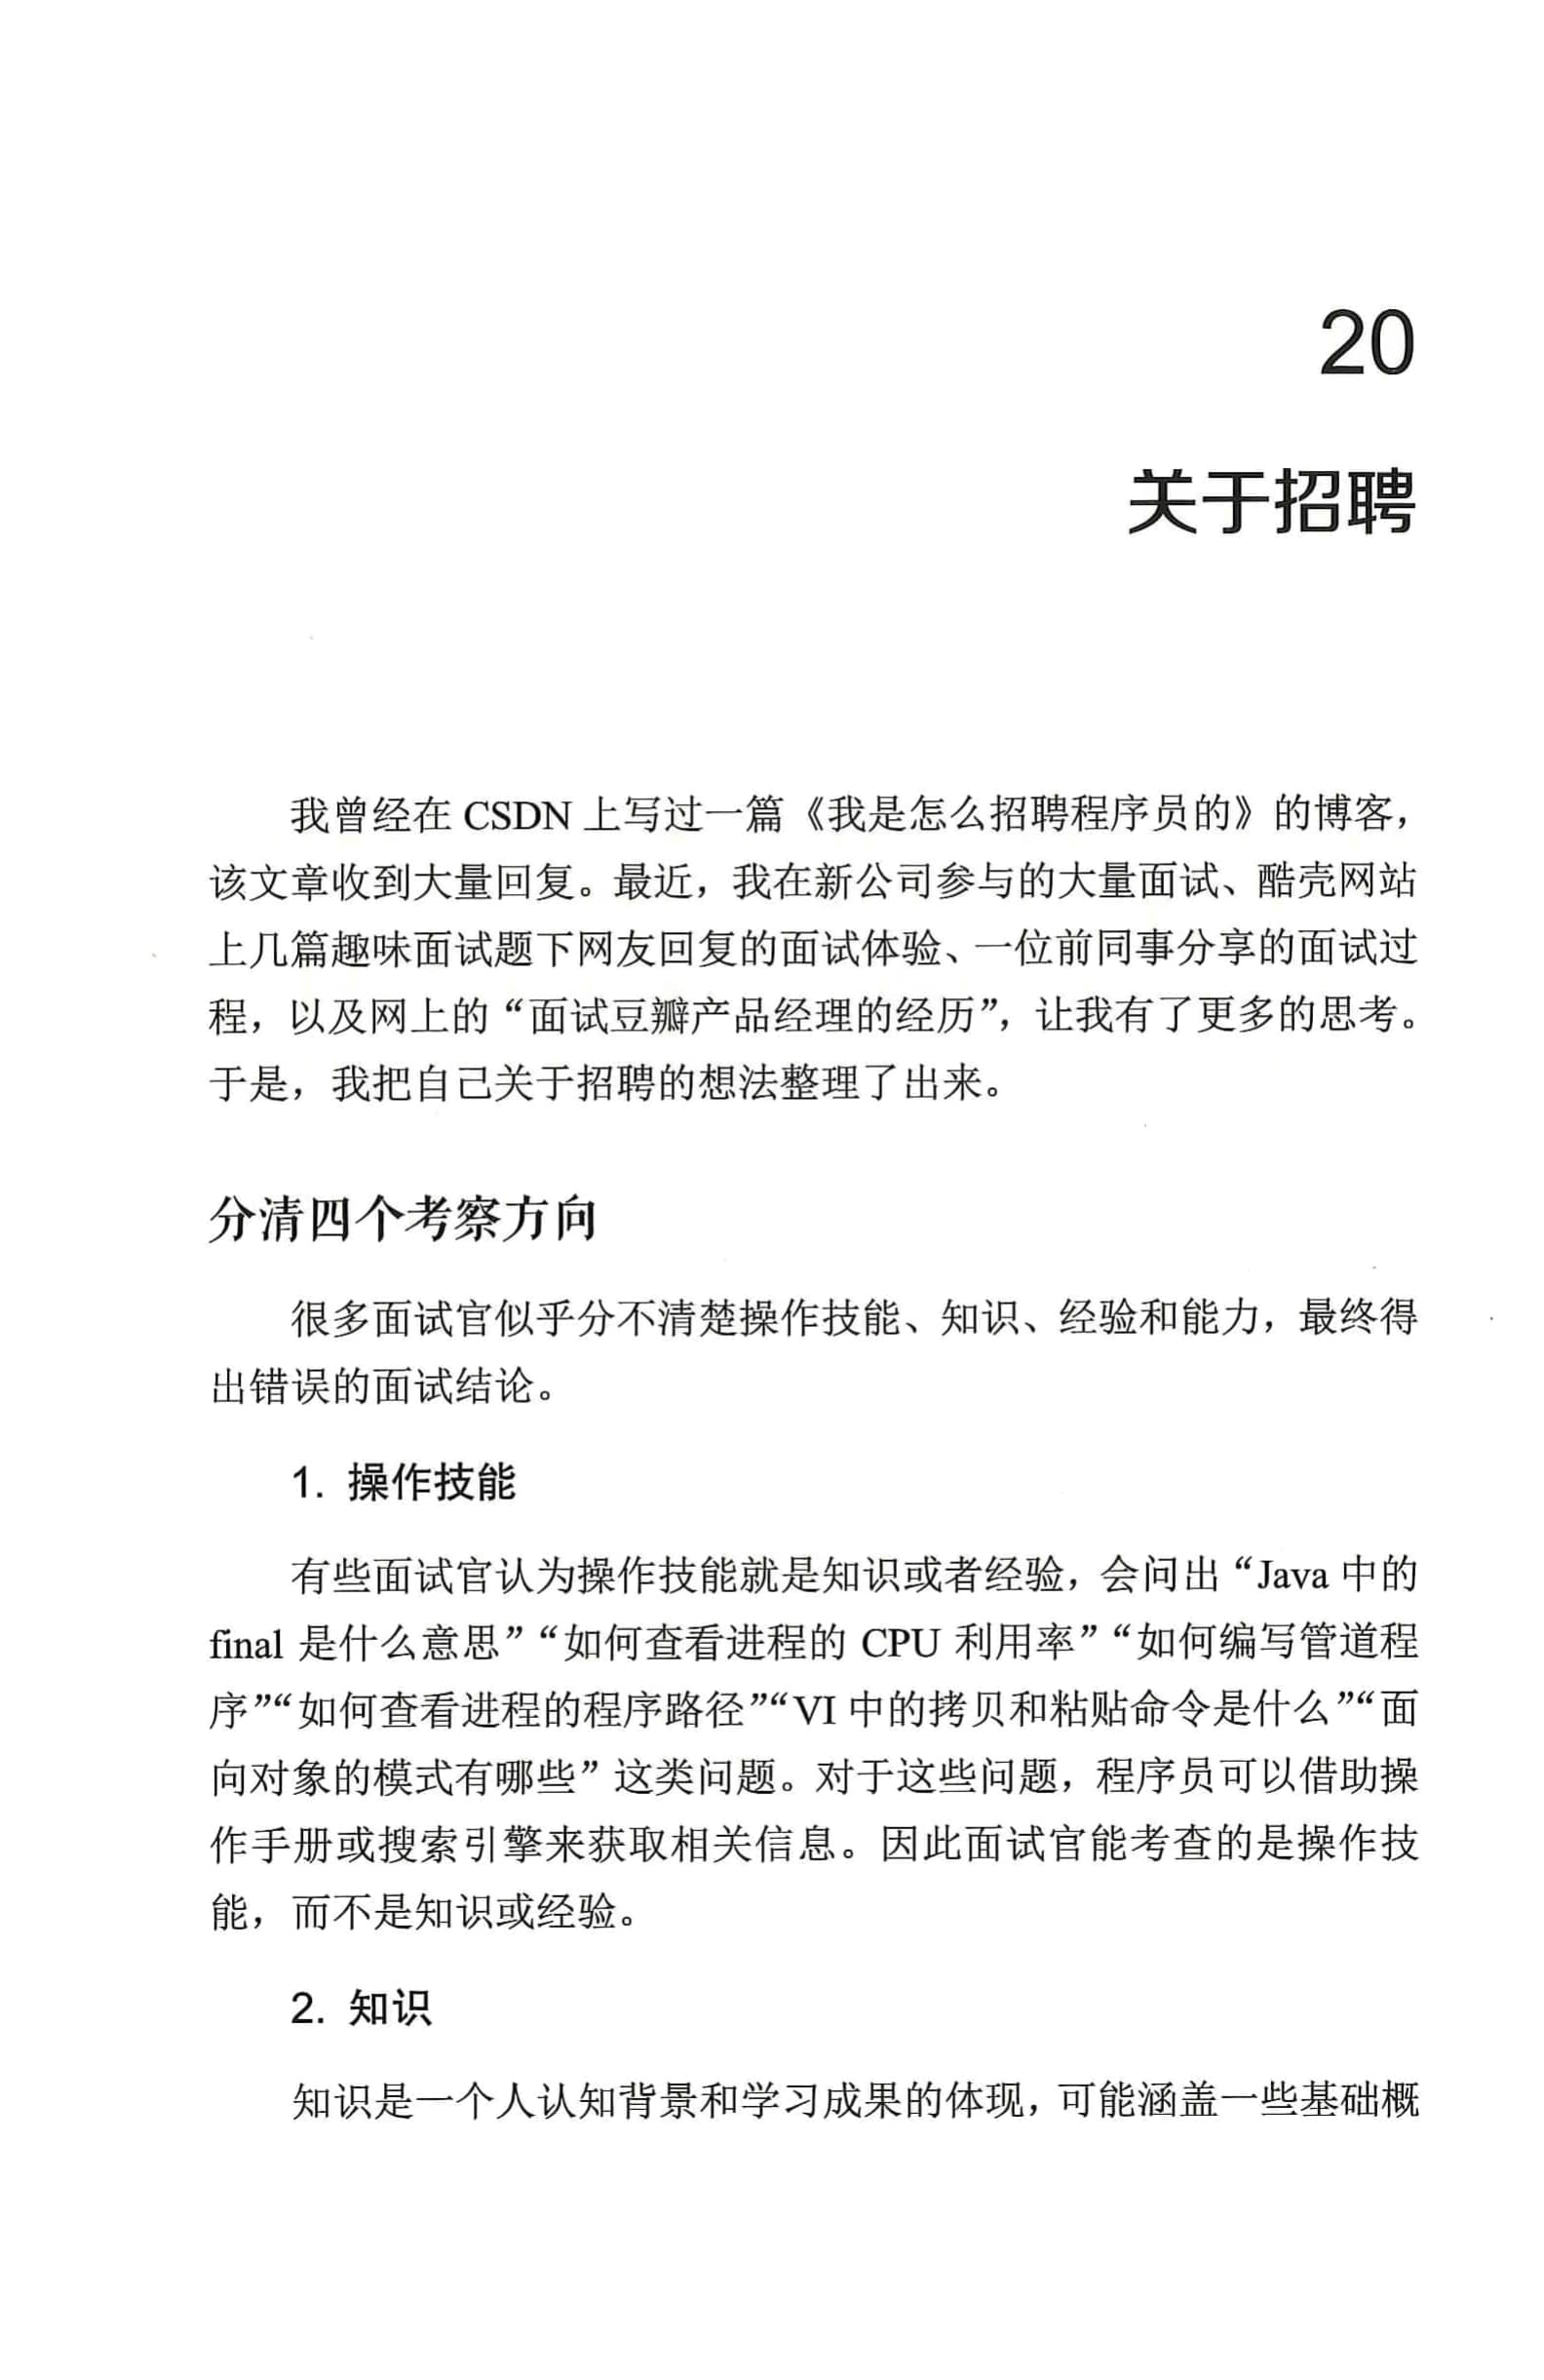 20
关于招聘
我曾经在 CSDN 上写过一篇《我是怎么招聘程序员的》的博客，
该文章收到大量回复。最近，我在新公司参与的大量面试、酷壳网站
上几篇趣味面试题下网友回复的面试体验、一位前同事分享的面试过
程，以及网上的“面试豆瓣产品经理的经历”，让我有了更多的思考。
于是，我把自己关于招聘的想法整理了出来。
分清四个考察方向
很多面试官似乎分不清楚操作技能、知识、经验和能力，最终得
出错误的面试结论。
1. 操作技能
有些面试官认为操作技能就是知识或者经验，会问出“Java 中的
final 是什么意思”“如何查看进程的 CPU 利用率”“如何编写管道程
序”“如何查看进程的程序路径”“VI 中的拷贝和粘贴命令是什么”“面
向对象的模式有哪些”这类问题。对于这些问题，程序员可以借助操
作手册或搜索引擎来获取相关信息。因此面试官能考查的是操作技
能，而不是知识或经验。
2. 知识
知识是一个人认知背景和学习成果的体现，可能涵盖一些基础概